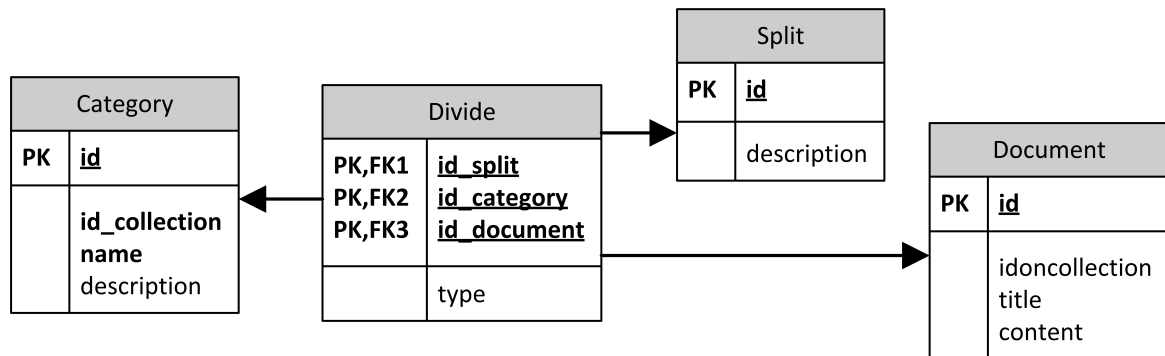 Category
PK id
id_collection
name
description
Divide
PK,FK1 id_split
PK,FK2 id_category
PK,FK3 id_document
type
Split
PK id
description
Document
PK id
idoncollection
title
content